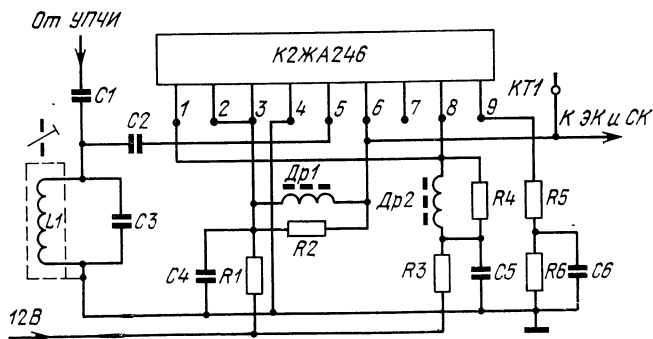 От УПЧИ
К2ЖА246
C1
1 2 3 4 5 6 7 8 9
КТ1
К ЭК и СК
C2
Др1
Др2
R4
R5
L1
C3
R2
C4
R1
R3
C5
R6
C6
12В